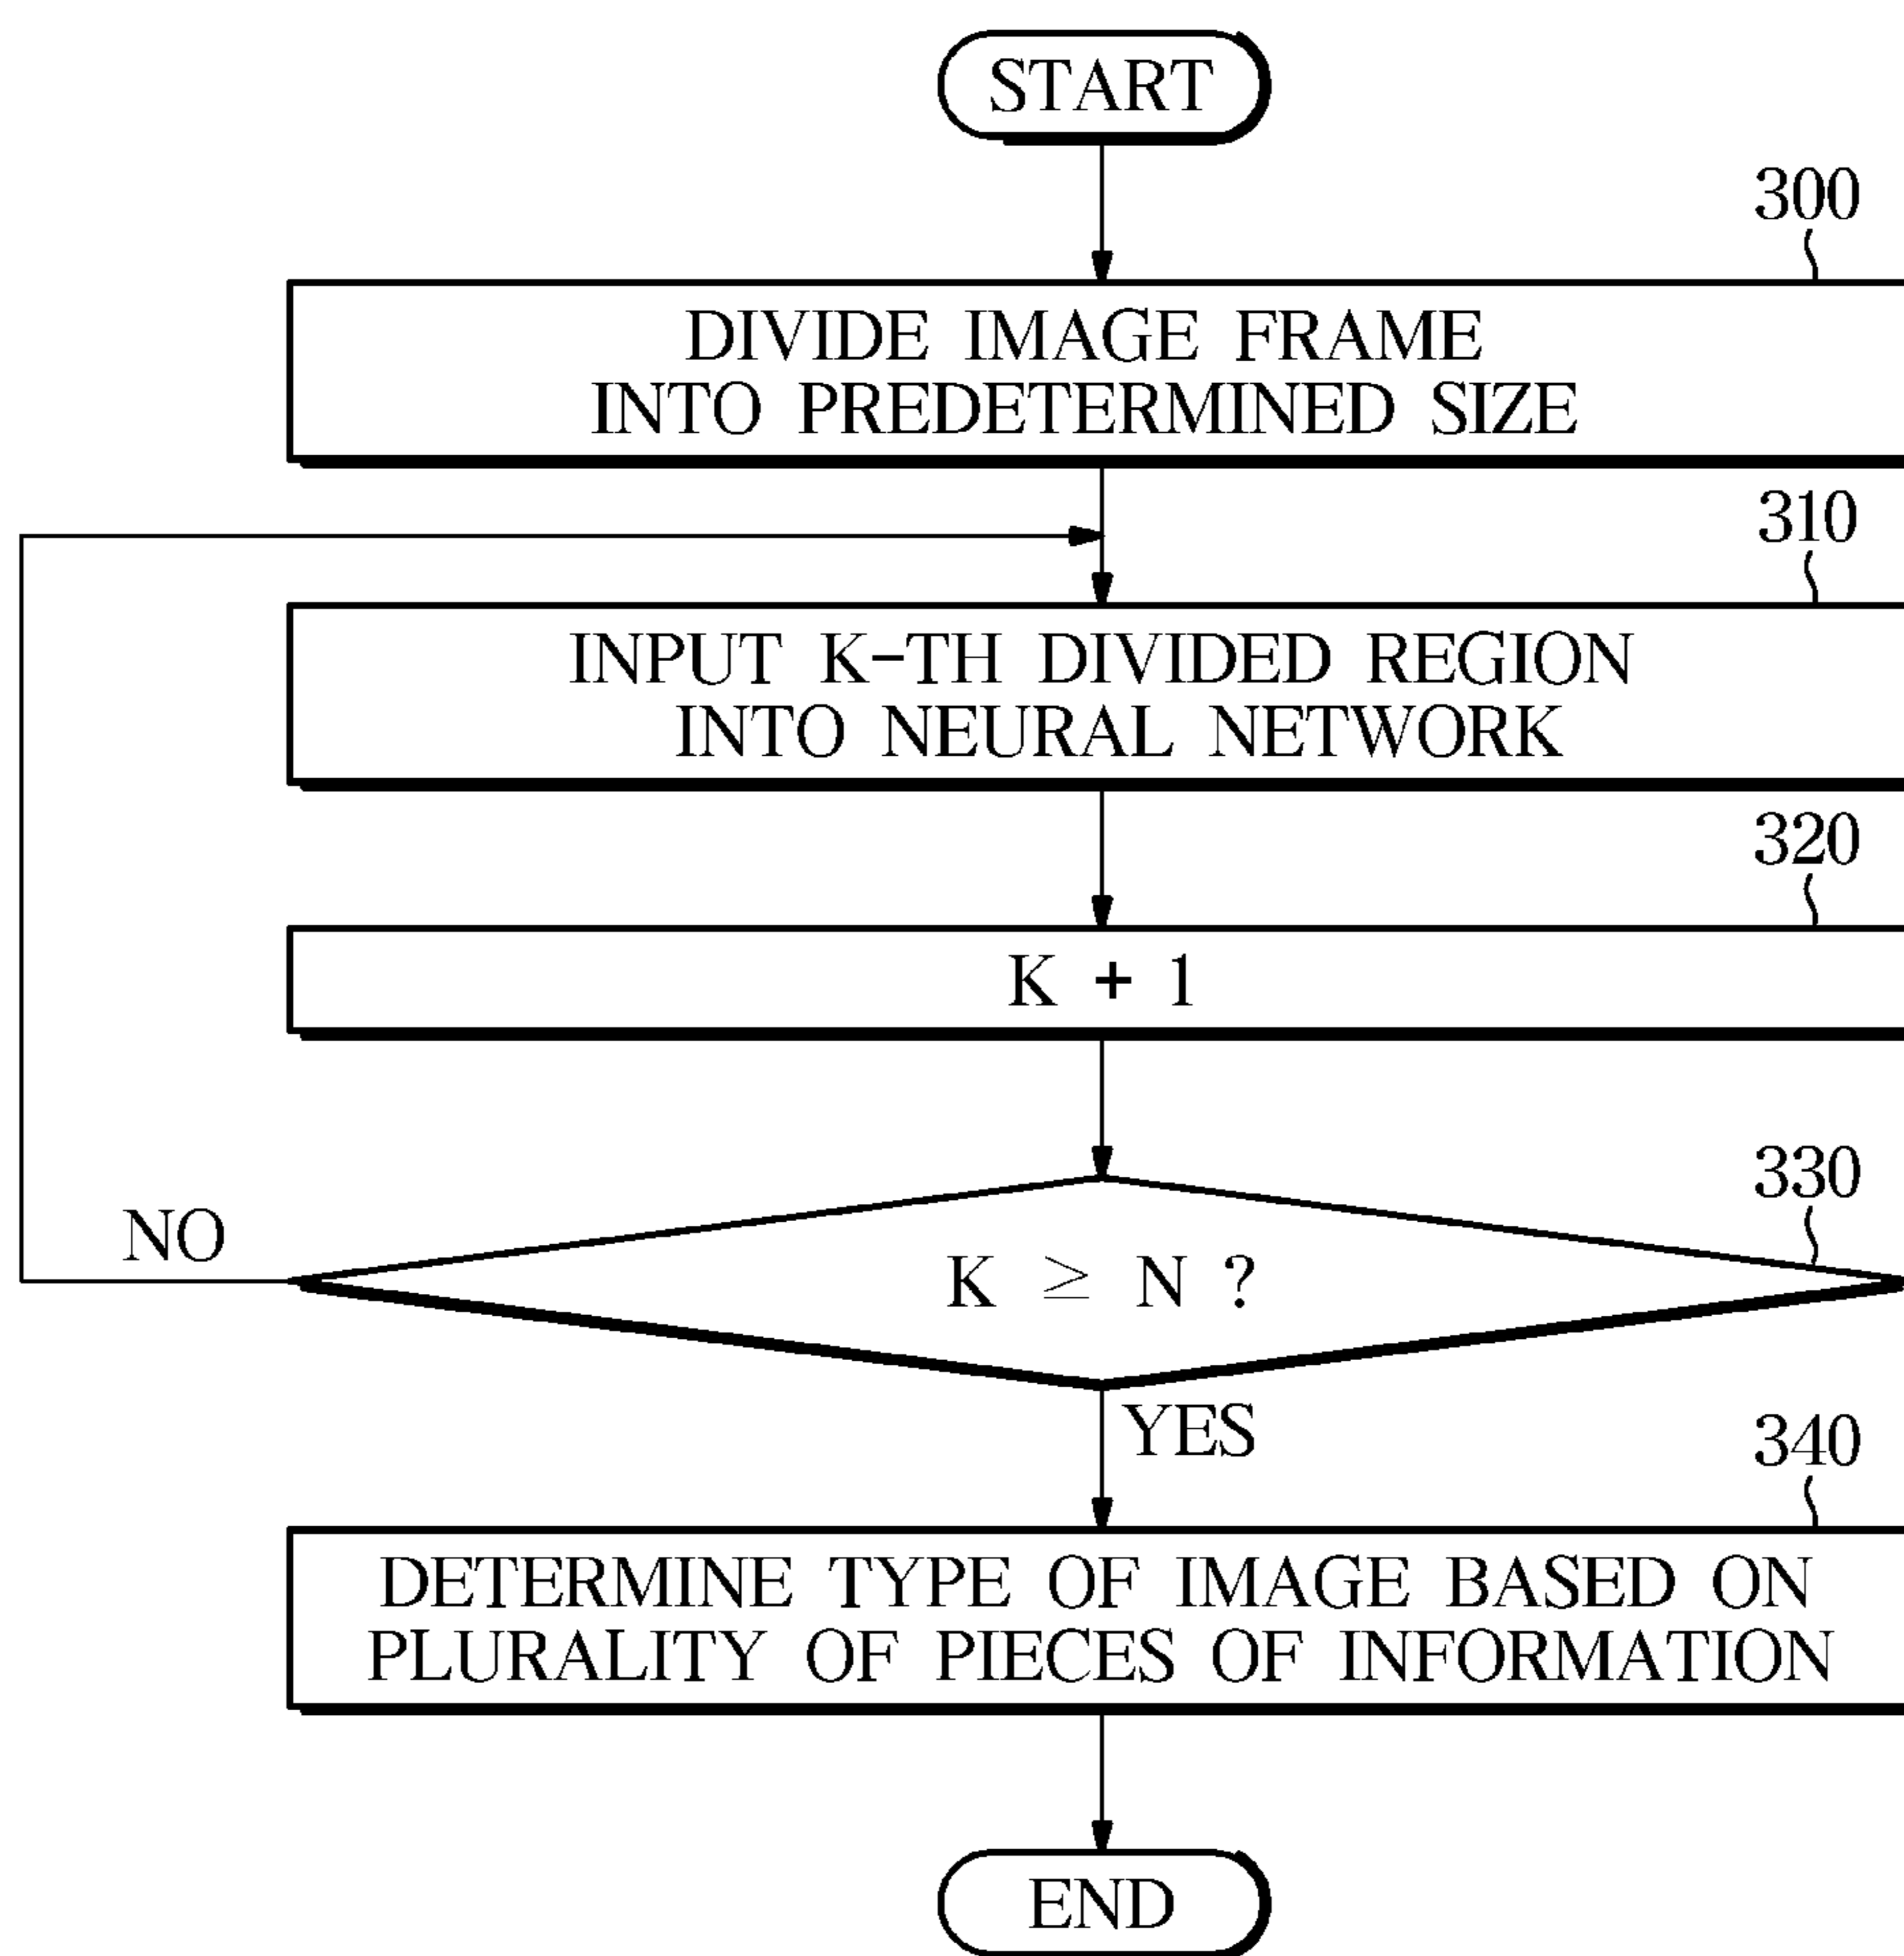 START
300
DIVIDE IMAGE FRAME
INTO PREDETERMINED SIZE
310
INPUT K-TH DIVIDED REGION
INTO NEURAL NETWORK
320
K + 1
330
NO
K ≥ N ?
YES
340
DETERMINE TYPE OF IMAGE BASED ON
PLURALITY OF PIECES OF INFORMATION
END